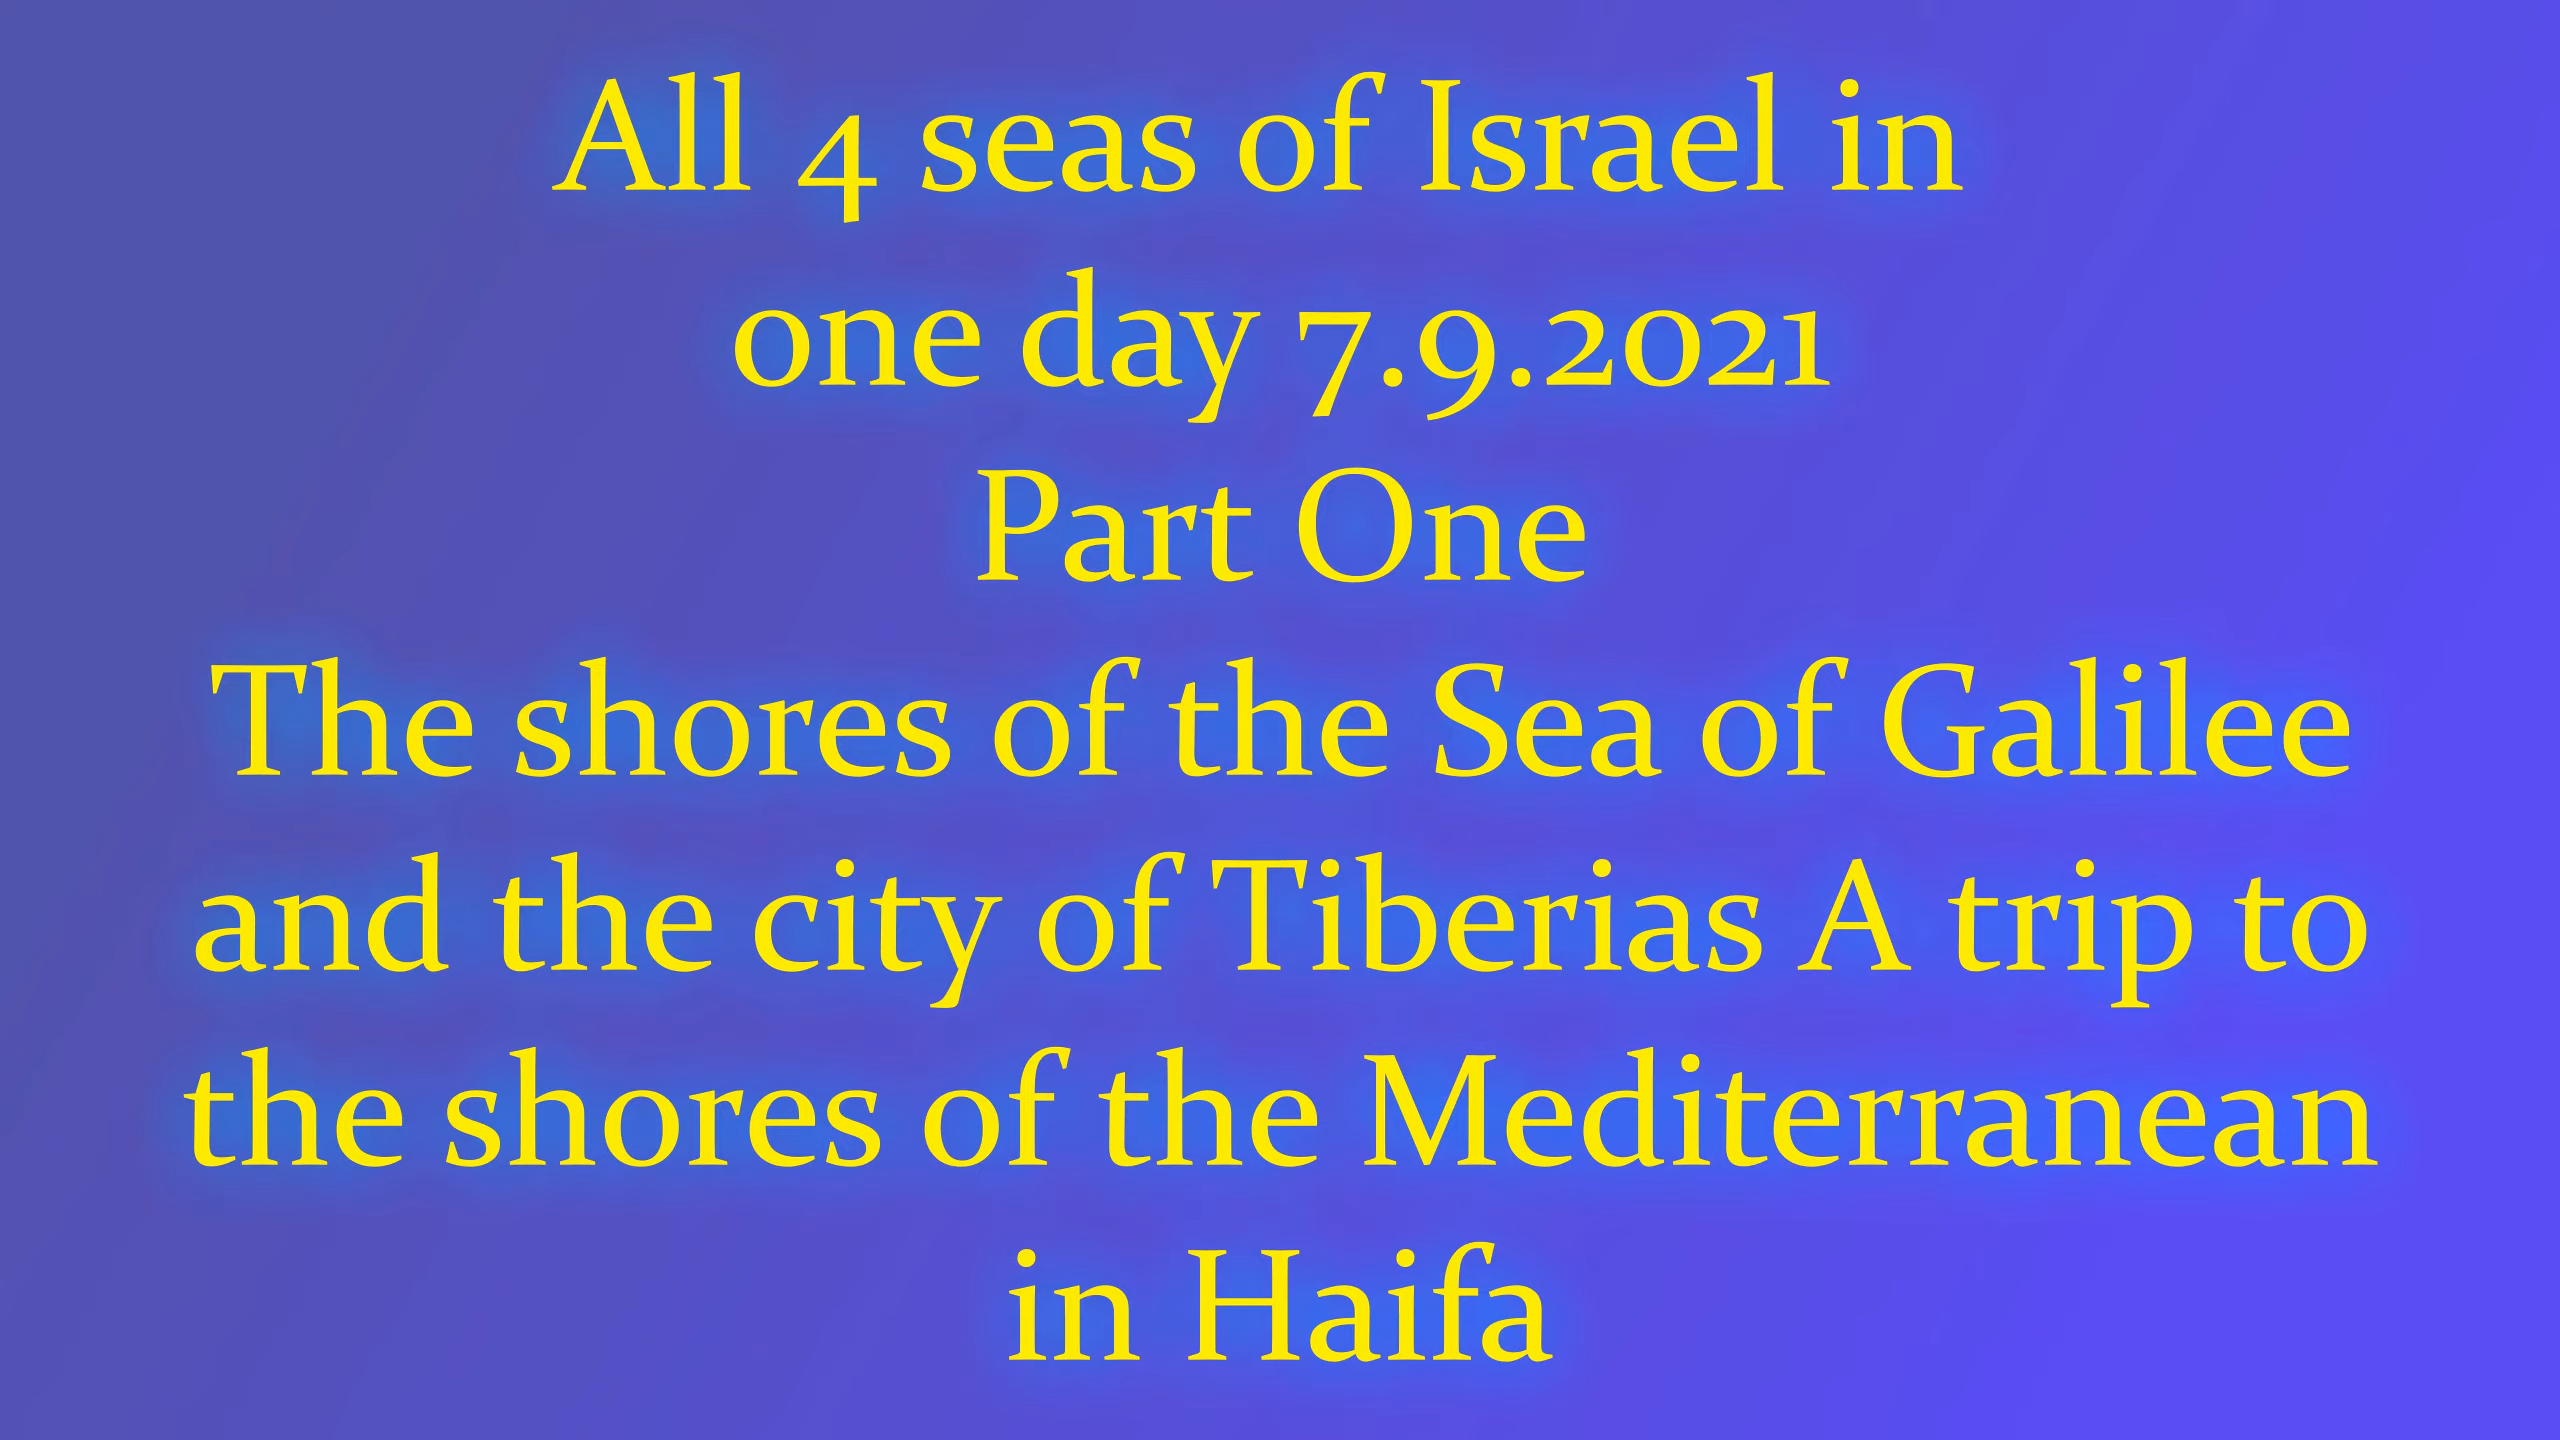 All 4 seas of Israel in
one day 7.9.2021
Part One
The shores of the Sea of Galilee
and the city of Tiberias A trip to
the shores of the Mediterranean
in Haifa